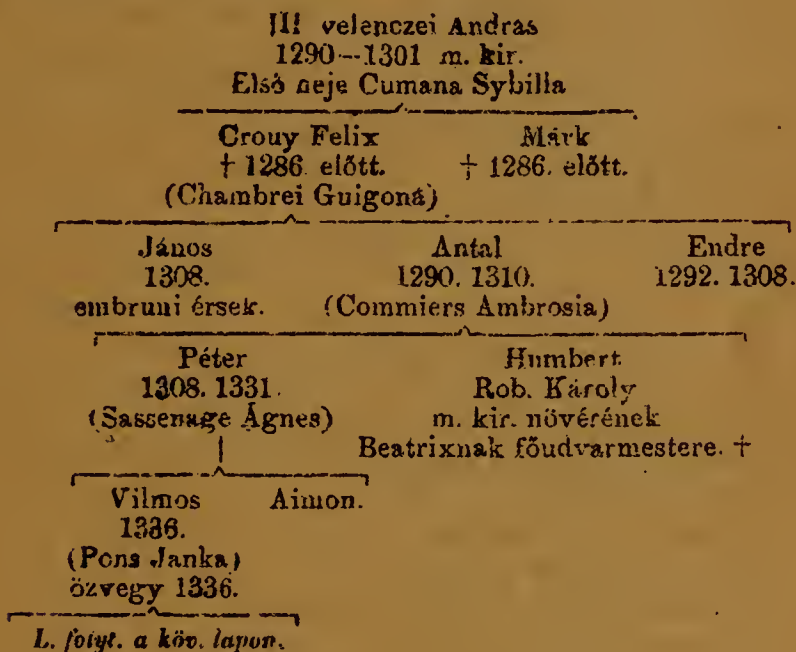 III velenczei András
1290—1301 m. kir.
Első neje Cumana Sybilla
Crouy Felix Márk
† 1286. előtt. † 1286. előtt.
(Chambrei Guigoná)
János Antal Endre
1308. 1290. 1310. 1292. 1308.
embruni érsek. (Commiers Ambrosia)
Péter Humbert
1308. 1331. Rob. Károly
(Sassenage Ágnes) m. kir. növérének
Beatrixnak főudvarmestere. †
Vilmos Aimon.
1336.
(Pons Janka)
özvegy 1336.
L. folyt. a köv. lapon.